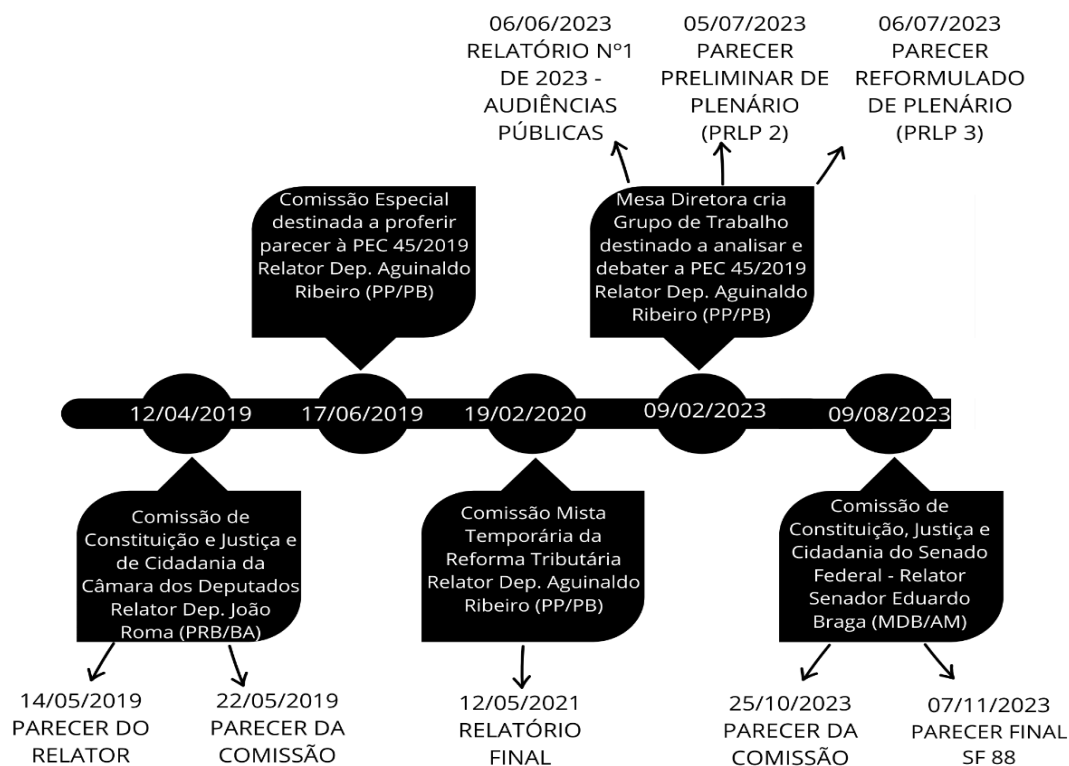 06/06/2023
RELATÓRIO Nº1
DE 2023 -
AUDIÊNCIAS
PÚBLICAS
05/07/2023
PARECER
PRELIMINAR DE
PLENÁRIO
(PRLP 2)
06/07/2023
PARECER
REFORMULADO
DE PLENÁRIO
(PRLP 3)
Comissão Especial
destinada a proferir
parecer à PEC 45/2019
Relator Dep. Aguinaldo
Ribeiro (PP/PB)
Mesa Diretora cria
Grupo de Trabalho
destinado a analisar e
debater a PEC 45/2019
Relator Dep. Aguinaldo
Ribeiro (PP/PB)
12/04/2019
17/06/2019
19/02/2020
09/02/2023
09/08/2023
Comissão de
Constituição e Justiça e
de Cidadania da
Câmara dos Deputados
Relator Dep. João
Roma (PRB/BA)
Comissão Mista
Temporária da
Reforma Tributária
Relator Dep. Aguinaldo
Ribeiro (PP/PB)
Comissão de
Constituição, Justiça e
Cidadania do Senado
Federal - Relator
Senador Eduardo
Braga (MDB/AM)
14/05/2019
PARECER DO
RELATOR
22/05/2019
PARECER DA
COMISSÃO
12/05/2021
RELATÓRIO
FINAL
25/10/2023
PARECER DA
COMISSÃO
07/11/2023
PARECER FINAL
SF 88